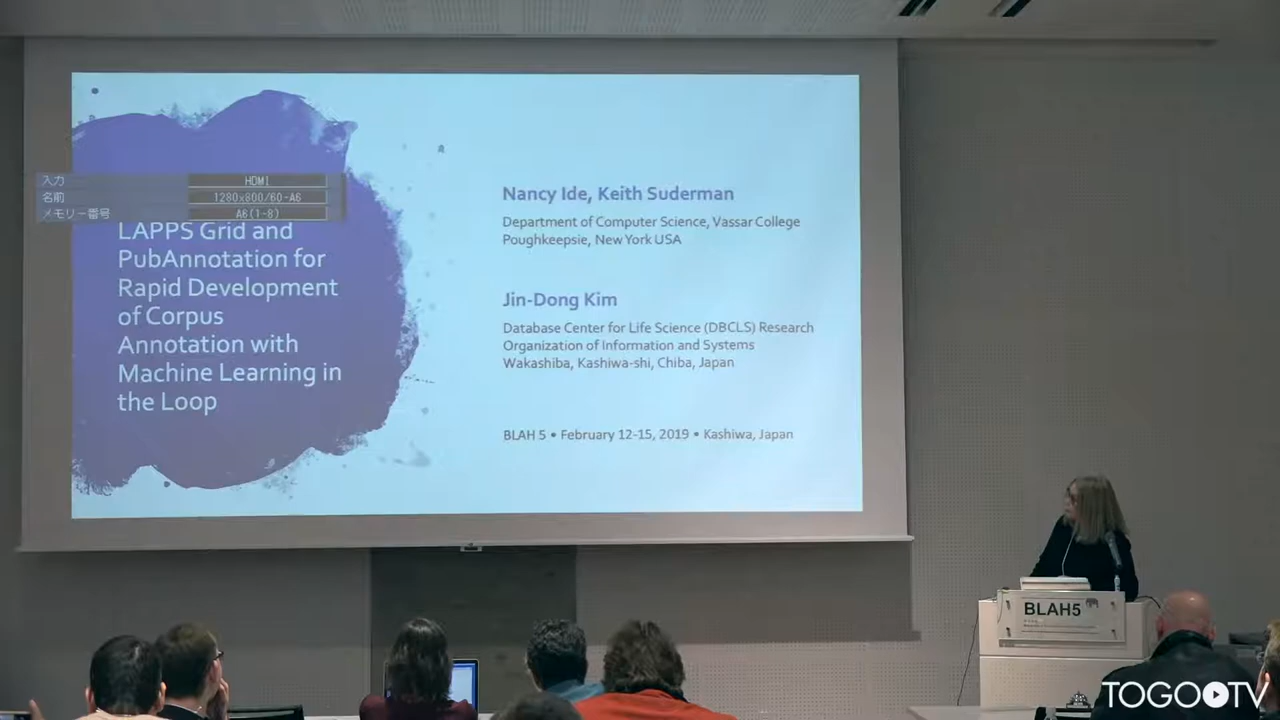 入力 HDMI
名前 1280x800/60-A6
メモリー番号 A6(1-8)
LAPPS Grid and
PubAnnotation for
Rapid Development
of Corpus
Annotation with
Machine Learning in
the Loop
Nancy Ide, Keith Suderman
Department of Computer Science, Vassar College
Poughkeepsie, New York USA
Jin-Dong Kim
Database Center for Life Science (DBCLS) Research
Organization of Information and Systems
Wakashiba, Kashiwa-shi, Chiba, Japan
BLAH 5 • February 12-15, 2019 • Kashiwa, Japan
BLAH5
TOGOTV